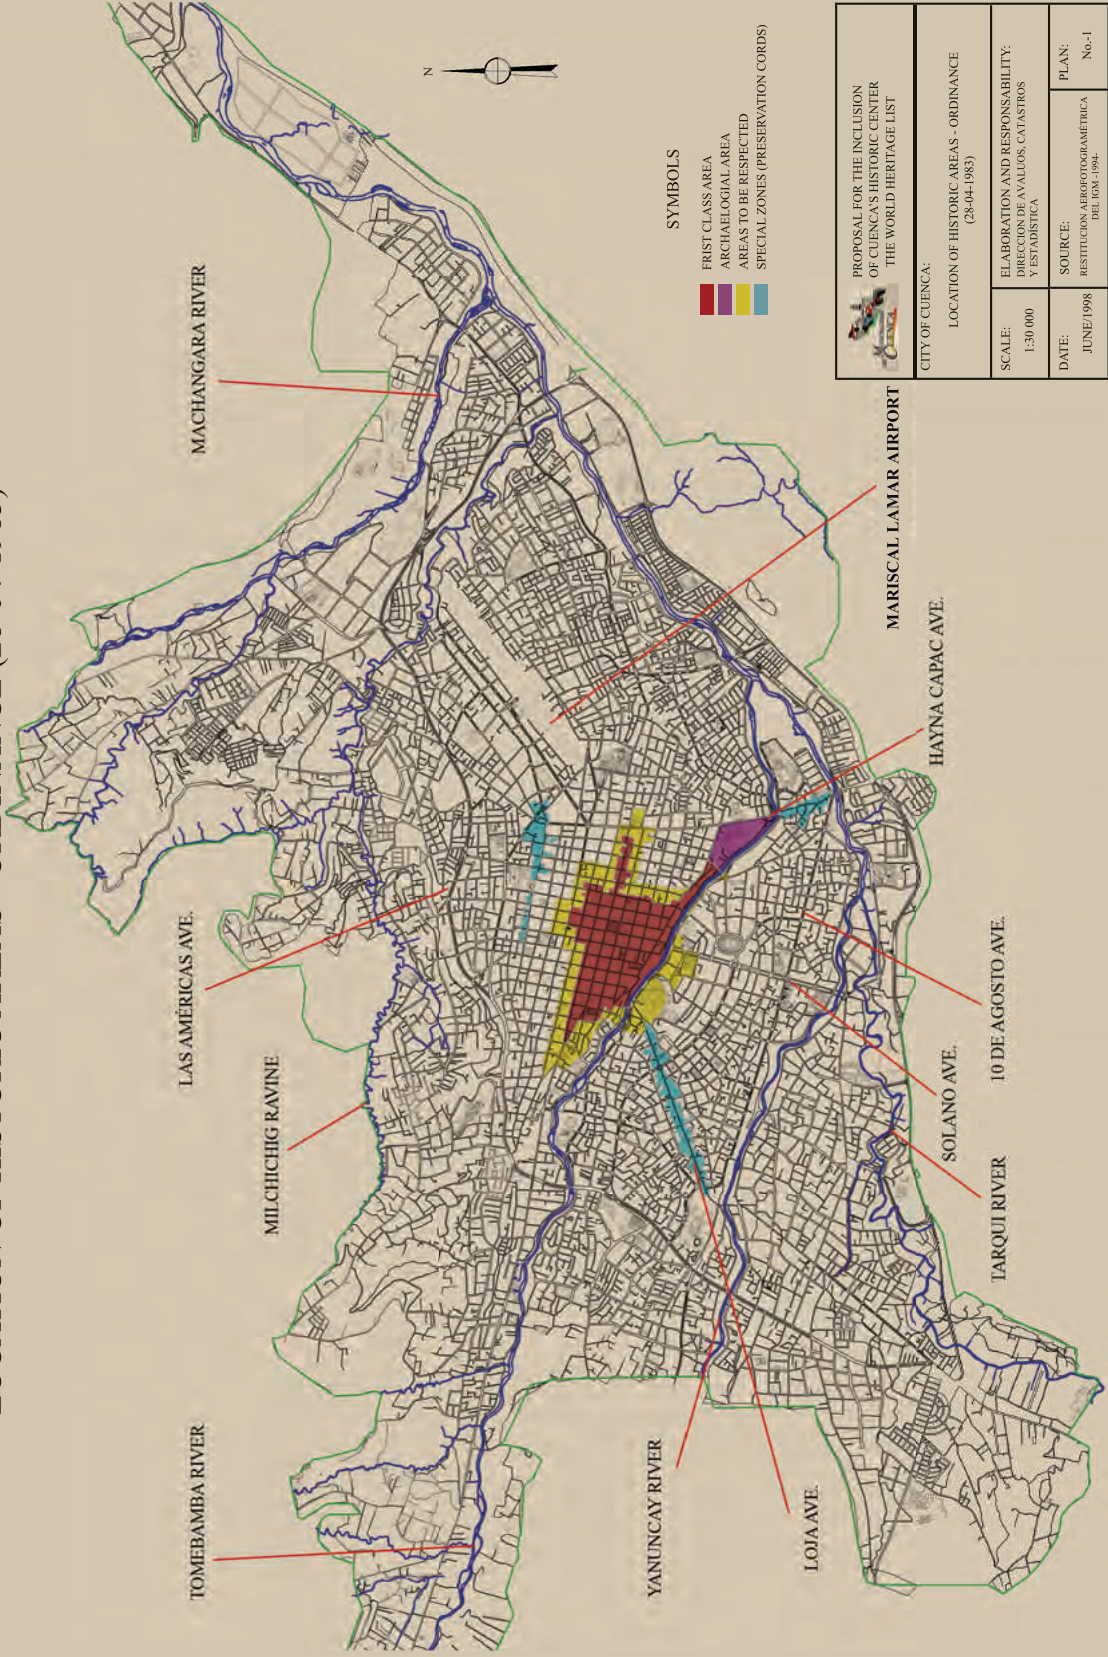 MACHANGARA RIVER
LAS AMÉRICAS AVE.
MILCHICHIG RAVINE
TOMEBAMBA RIVER
N
SYMBOLS
FRIST CLASS AREA
ARCHAELOGIAL AREA
AREAS TO BE RESPECTED
SPECIAL ZONES (PRESERVATION CORDS)
MARISCAL LAMAR AIRPORT
HAYNA CAPAC AVE.
10 DE AGOSTO AVE.
SOLANO AVE.
TARQUI RIVER
YANUNCAY RIVER
LOJA AVE.
CUENCA
PROPOSAL FOR THE INCLUSION
OF CUENCA'S HISTORIC CENTER
THE WORLD HERITAGE LIST
CITY OF CUENCA:
LOCATION OF HISTORIC AREAS - ORDINANCE
(28-04-1983)
SCALE:
1:30 000
ELABORATION AND RESPONSABILITY:
DIRECCION DE AVALUOS, CATASTROS
Y ESTADÍSTICA
DATE:
JUNE/1998
SOURCE:
RESTITUCION AEROFOTOGRAMÉTRICA
DEL IGM -1994-
PLAN:
No.-1